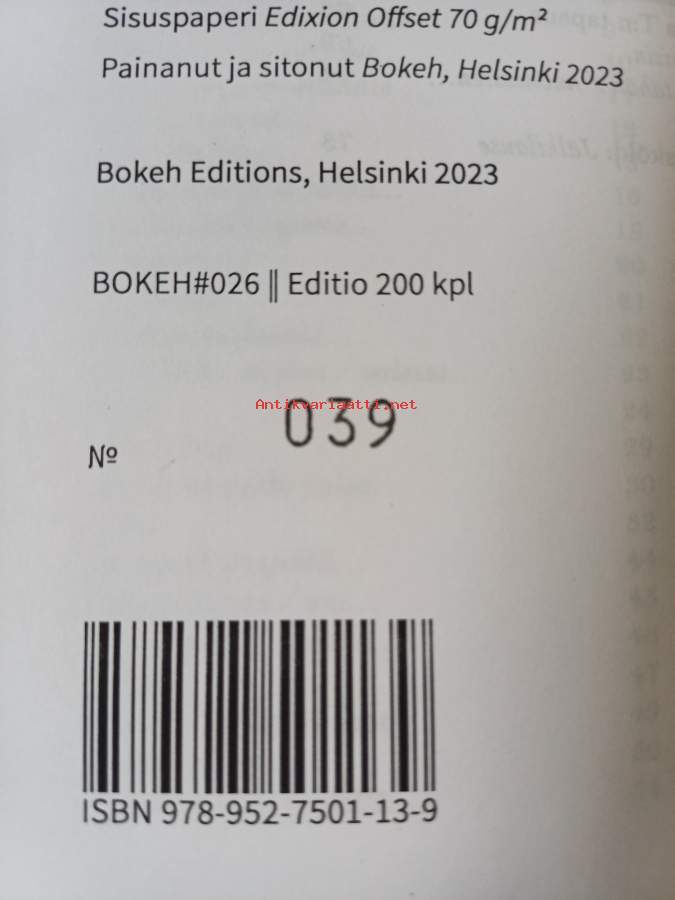 Sisuspaperi Edixion Offset 70 g/m²
Painanut ja sitonut Bokeh, Helsinki 2023
Bokeh Editions, Helsinki 2023
BOKEH#026 || Editio 200 kpl
Antikvariaatti.net
039
№
ISBN 978-952-7501-13-9